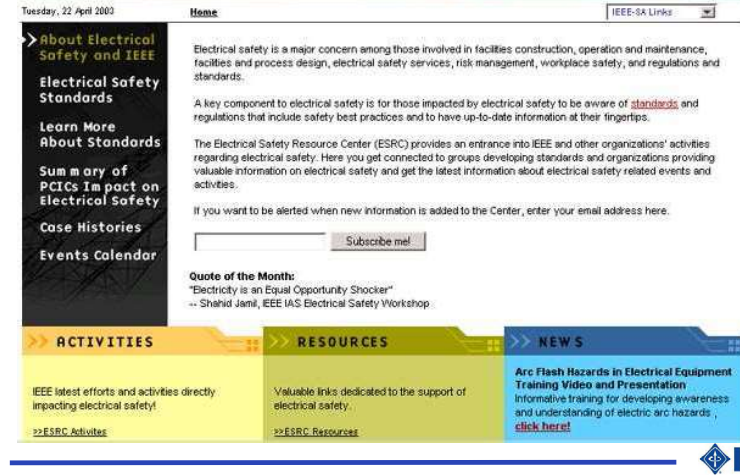 Tuesday, 22 April 2003
Home
IEEE-SA Links
About Electrical
Safety and IEEE
Electrical Safety
Standards
Learn More
About Standards
Summary of
PCICs Impact on
Electrical Safety
Case Histories
Events Calendar
Electrical safety is a major concern among those involved in facilities construction, operation and maintenance,
facilities and process design, electrical safety services, risk management, workplace safety, and regulations and
standards.
A key component to electrical safety is for those impacted by electrical safety to be aware of standards and
regulations that include safety best practices and to have up-to-date information at their fingertips.
The Electrical Safety Resource Center (ESRC) provides an entrance into IEEE and other organizations' activities
regarding electrical safety. Here you get connected to groups developing standards and organizations providing
valuable information on electrical safety and get the latest information about electrical safety related events and
activities.
If you want to be alerted when new information is added to the Center, enter your email address here.
Subscribe me!
Quote of the Month:
"Electricity is an Equal Opportunity Shocker"
-- Shahid Jamil, IEEE IAS Electrical Safety Workshop
>> ACTIVITIES
IEEE latest efforts and activities directly
impacting electrical safety!
>>ESRC Activites
>> RESOURCES
Valuable links dedicated to the support of
electrical safety.
>>ESRC Resources
>> NEWS
Arc Flash Hazards in Electrical Equipment
Training Video and Presentation
Informative training for developing awareness
and understanding of electric arc hazards ,
click here!